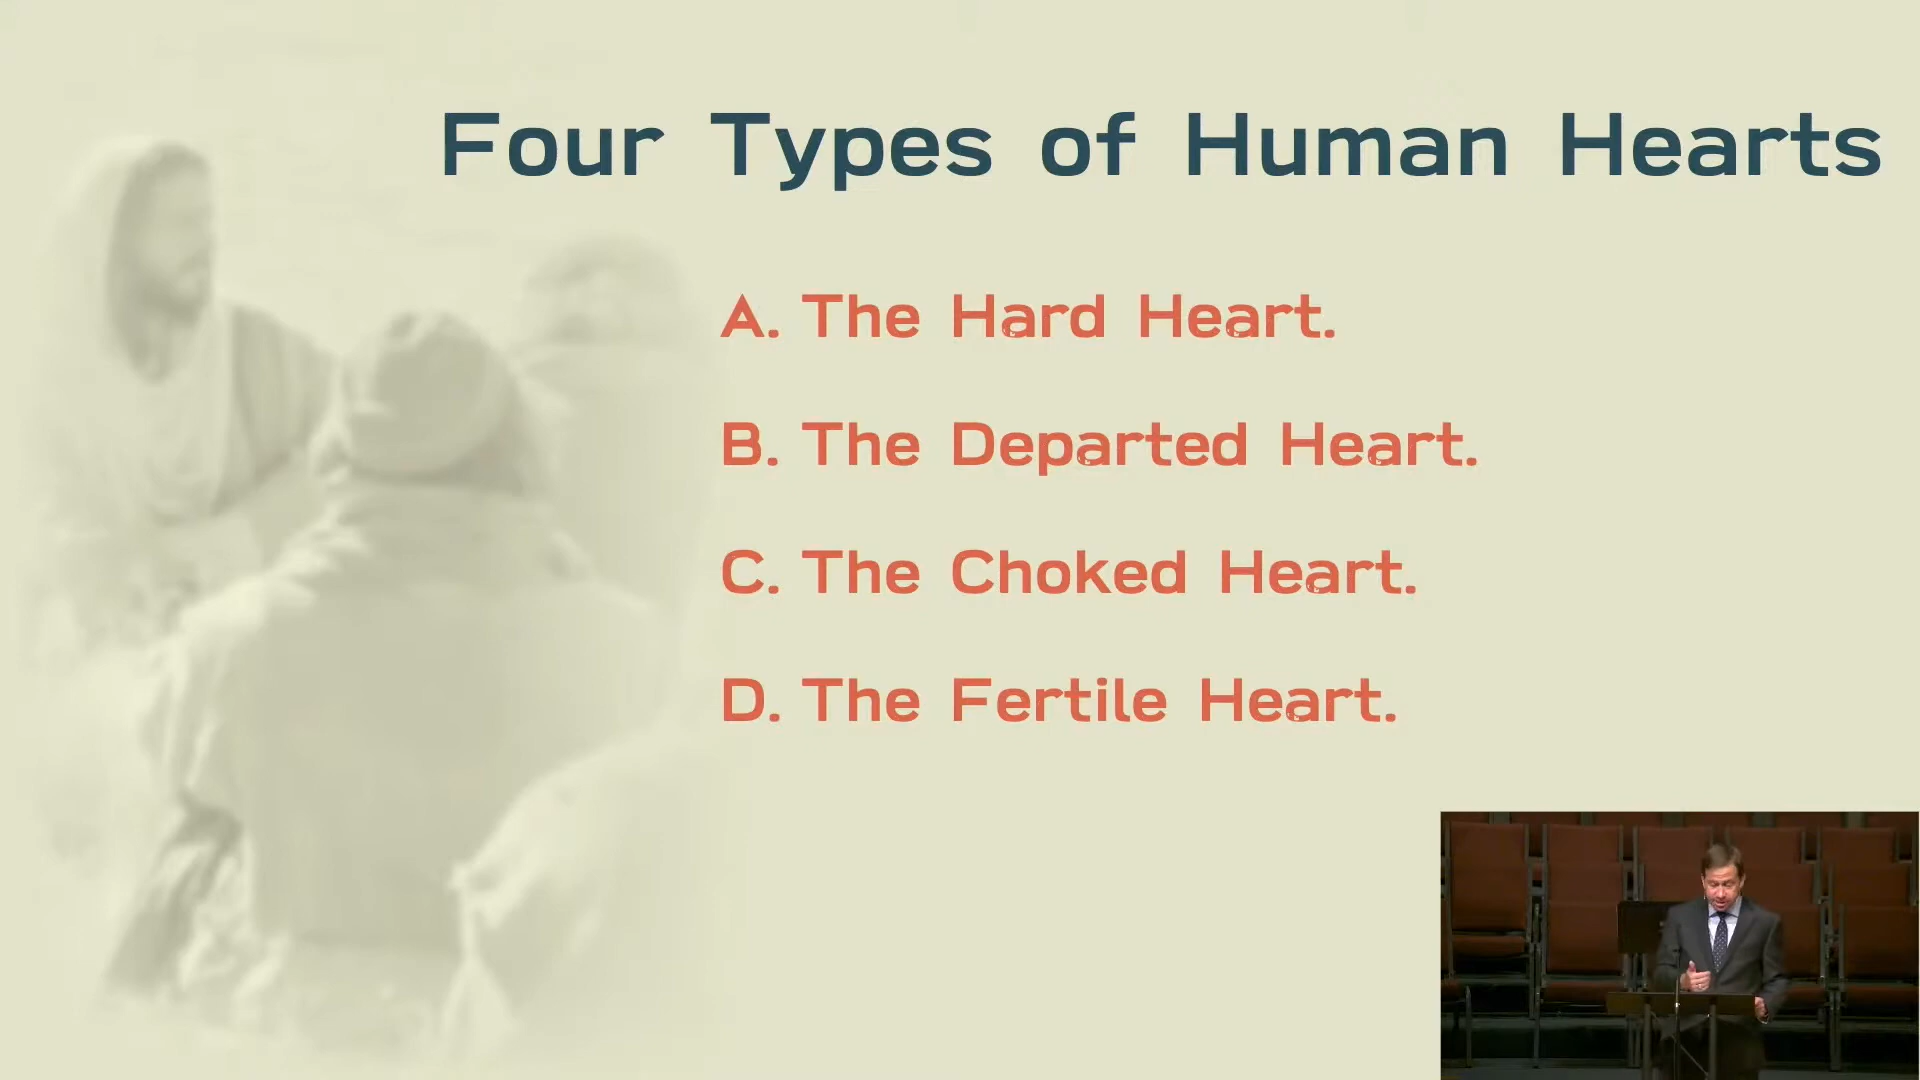 Four Types of Human Hearts
A. The Hard Heart.
B. The Departed Heart.
C. The Choked Heart.
D. The Fertile Heart.